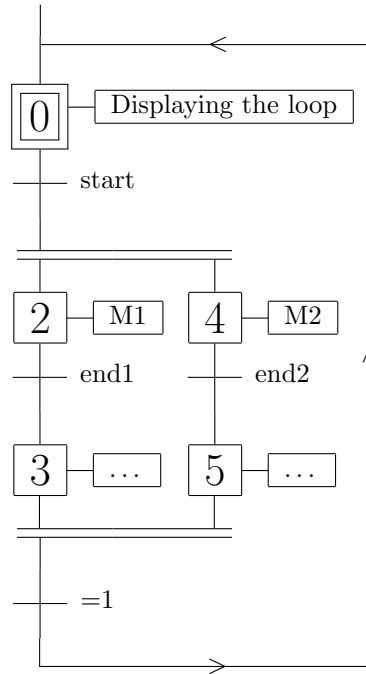 0 Displaying the loop
start
2 M1 4 M2
end1 end2
3 ... 5 ...
=1